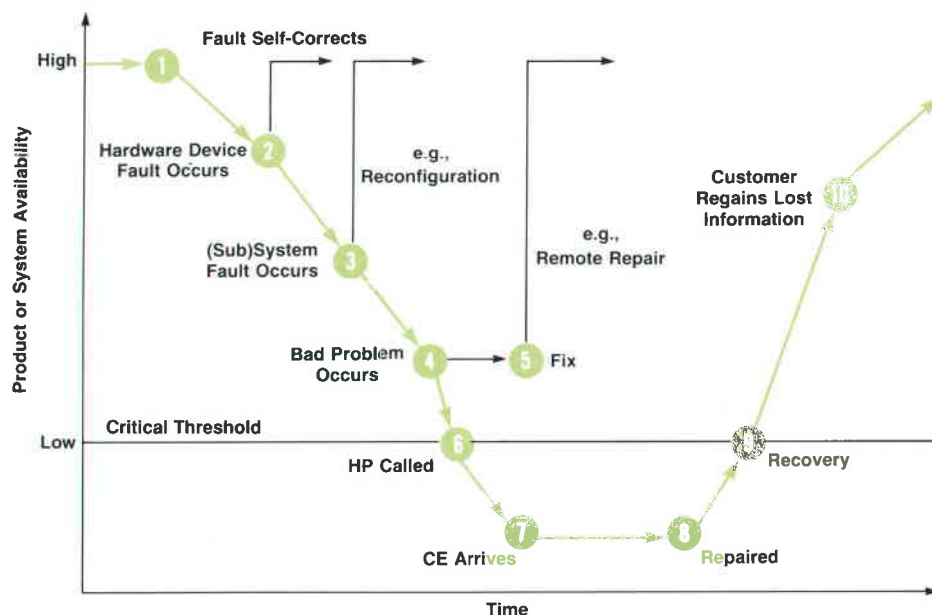 Fault Self-Corrects
High
1
2
Hardware Device
Fault Occurs
e.g.,
Reconfiguration
Customer
Regains Lost
Information
10
Product or System Availability
(Sub)System
Fault Occurs
3
e.g.,
Remote Repair
Bad Problem
Occurs
4
5
Fix
Critical Threshold
Low
6
9
HP Called
Recovery
7
8
CE Arrives
Repaired
Time